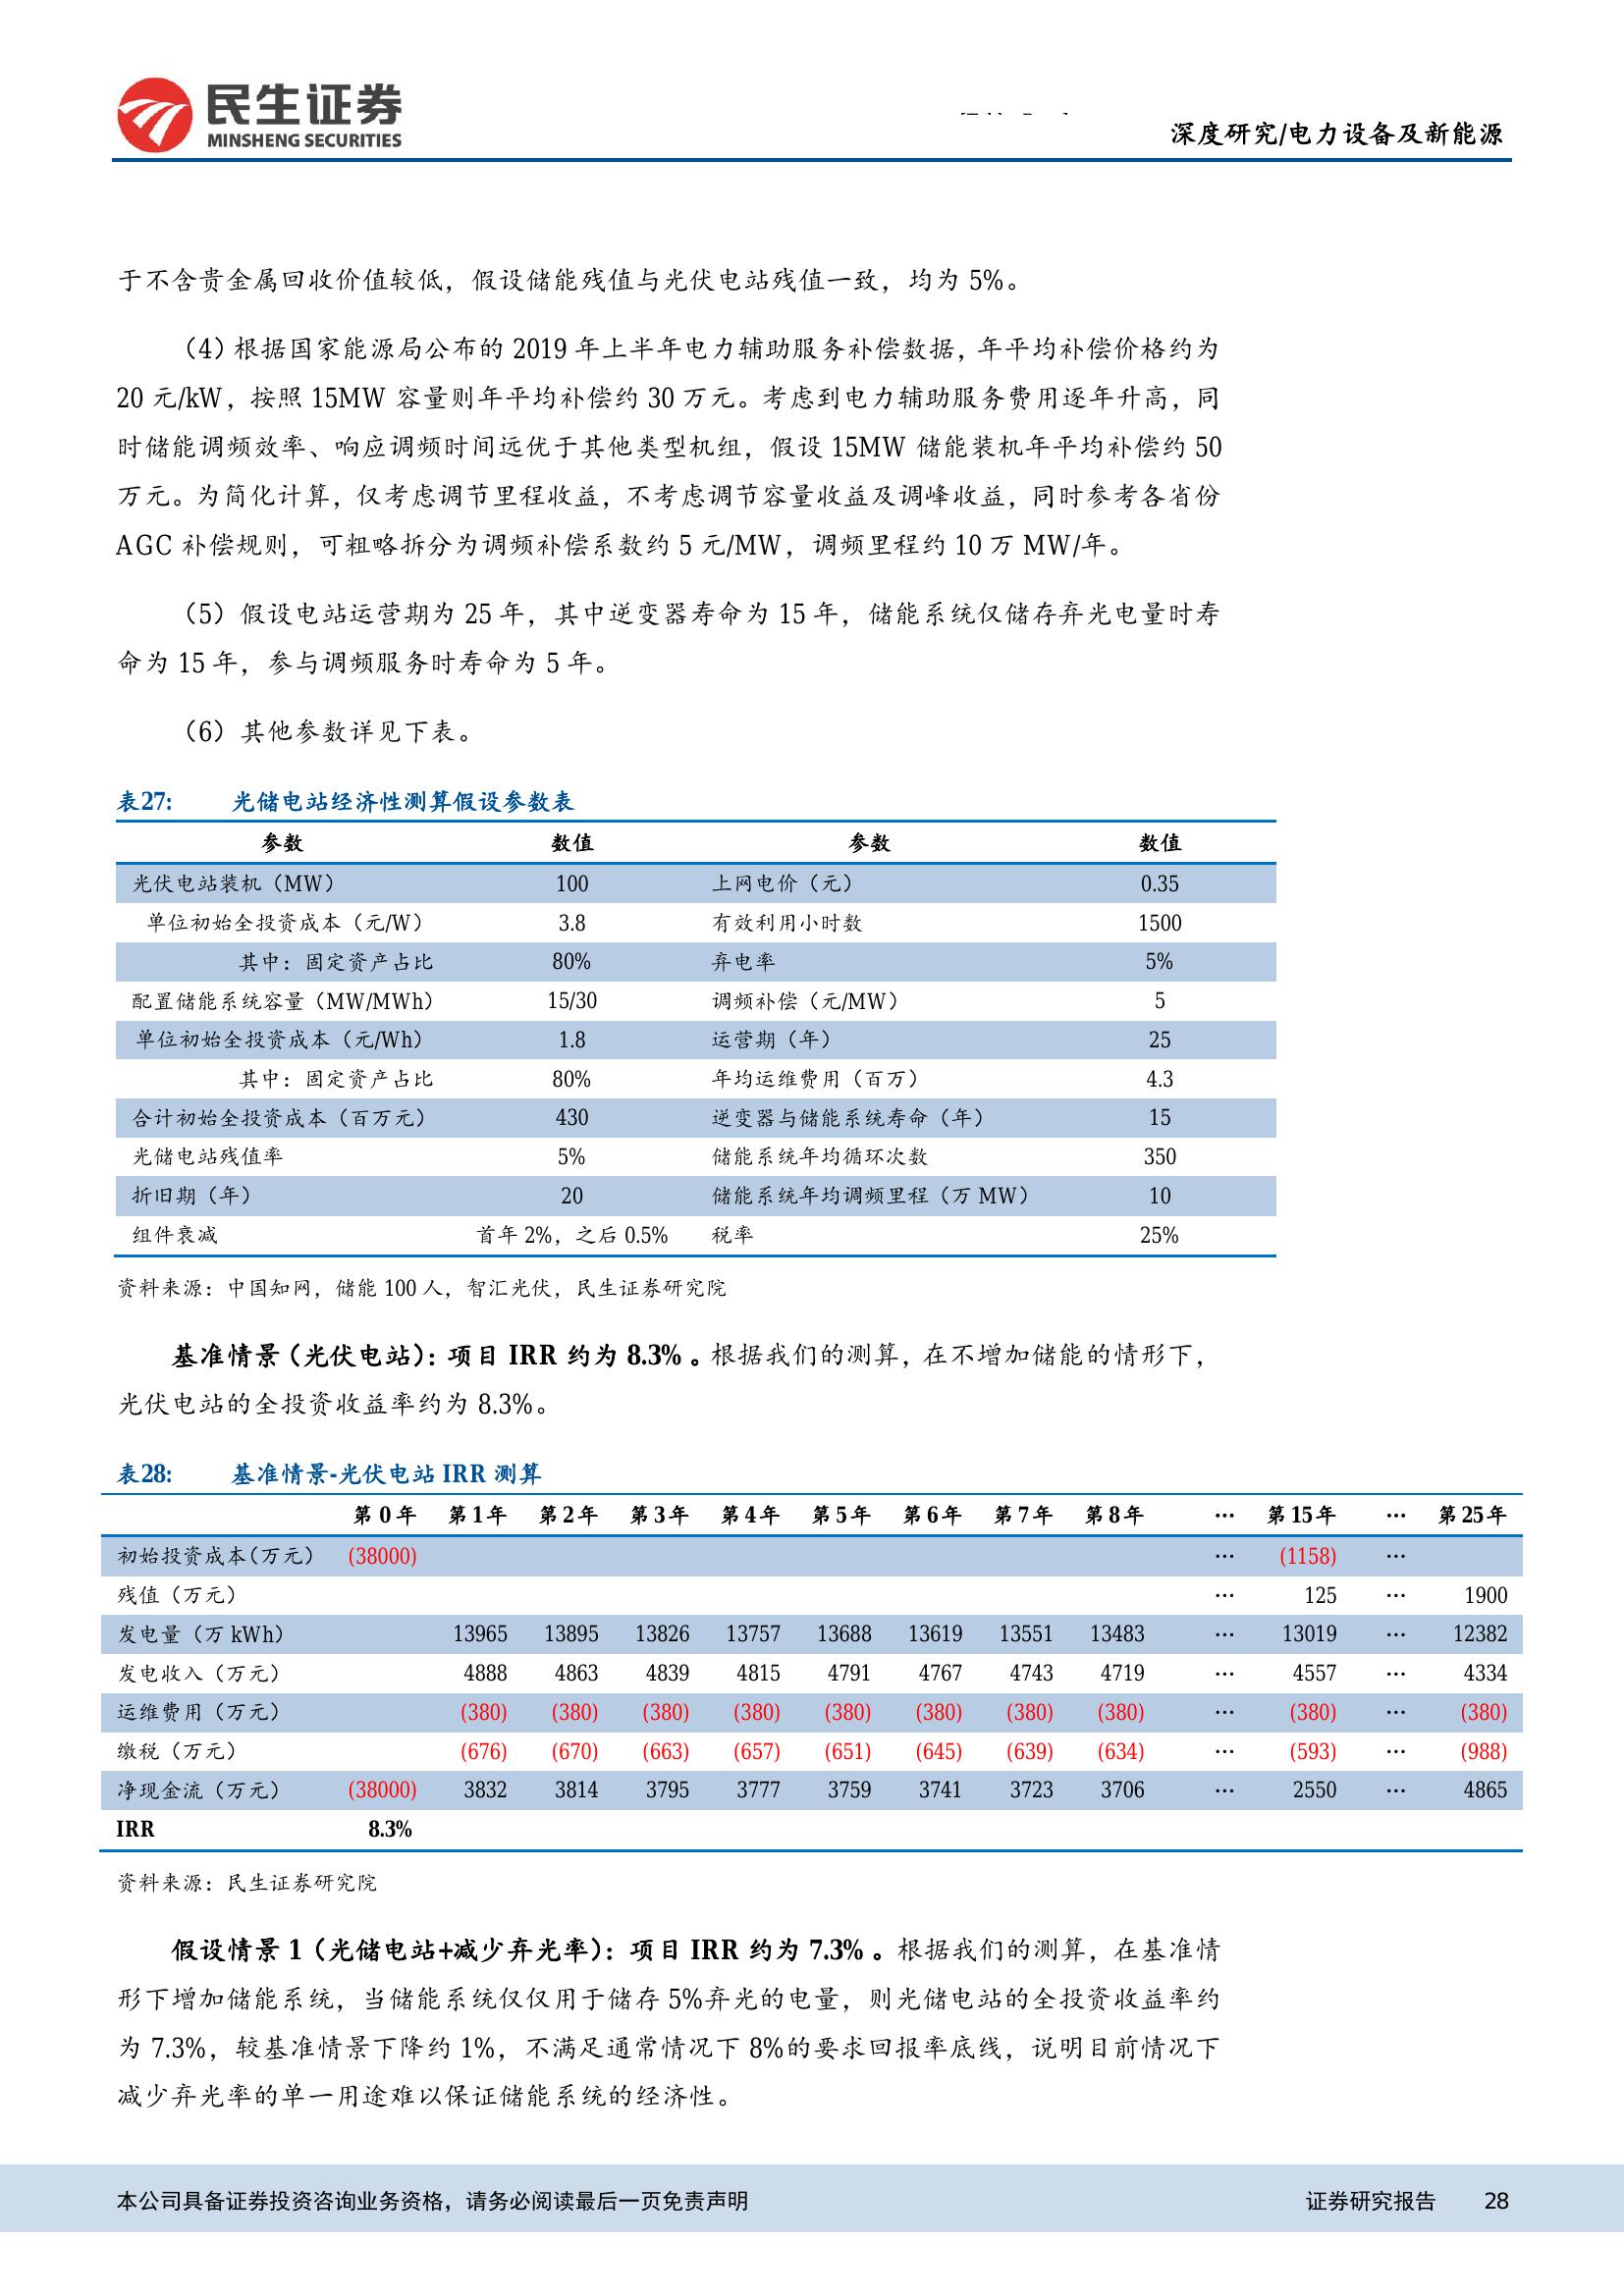 民生证券
MINSHENG SECURITIES
深度研究/电力设备及新能源
于不含贵金属回收价值较低，假设储能残值与光伏电站残值一致，均为 5%。
（4）根据国家能源局公布的 2019 年上半年电力辅助服务补偿数据，年平均补偿价格约为
20 元/kW，按照 15MW 容量则年平均补偿约 30 万元。考虑到电力辅助服务费用逐年升高，同
时储能调频效率、响应调频时间远优于其他类型机组，假设 15MW 储能装机年平均补偿约 50
万元。为简化计算，仅考虑调节里程收益，不考虑调节容量收益及调峰收益，同时参考各省份
AGC 补偿规则，可粗略拆分为调频补偿系数约 5 元/MW，调频里程约 10 万 MW/年。
（5）假设电站运营期为 25 年，其中逆变器寿命为 15 年，储能系统仅储存弃光电量时寿
命为 15 年，参与调频服务时寿命为 5 年。
（6）其他参数详见下表。
表27: 光储电站经济性测算假设参数表
参数 数值 参数 数值
光伏电站装机（MW） 100 上网电价（元） 0.35
单位初始全投资成本（元/W） 3.8 有效利用小时数 1500
其中：固定资产占比 80% 弃电率 5%
配置储能系统容量（MW/MWh） 15/30 调频补偿（元/MW） 5
单位初始全投资成本（元/Wh） 1.8 运营期（年） 25
其中：固定资产占比 80% 年均运维费用（百万） 4.3
合计初始全投资成本（百万元） 430 逆变器与储能系统寿命（年） 15
光储电站残值率 5% 储能系统年均循环次数 350
折旧期（年） 20 储能系统年均调频里程（万 MW） 10
组件衰减 首年 2%，之后 0.5% 税率 25%
资料来源：中国知网，储能 100 人，智汇光伏，民生证券研究院
基准情景（光伏电站）：项目 IRR 约为 8.3% 。根据我们的测算，在不增加储能的情形下，
光伏电站的全投资收益率约为 8.3%。
表28: 基准情景-光伏电站 IRR 测算
第 0 年 第 1 年 第 2 年 第 3 年 第 4 年 第 5 年 第 6 年 第 7 年 第 8 年 … 第 15 年 … 第 25 年
初始投资成本(万元) (38000) … (1158) …
残值（万元） … 125 … 1900
发电量（万 kWh） 13965 13895 13826 13757 13688 13619 13551 13483 … 13019 … 12382
发电收入（万元） 4888 4863 4839 4815 4791 4767 4743 4719 … 4557 … 4334
运维费用（万元） (380) (380) (380) (380) (380) (380) (380) (380) … (380) … (380)
缴税（万元） (676) (670) (663) (657) (651) (645) (639) (634) … (593) … (988)
净现金流（万元） (38000) 3832 3814 3795 3777 3759 3741 3723 3706 … 2550 … 4865
IRR 8.3%
资料来源：民生证券研究院
假设情景 1（光储电站+减少弃光率）：项目 IRR 约为 7.3% 。根据我们的测算，在基准情
形下增加储能系统，当储能系统仅仅用于储存 5%弃光的电量，则光储电站的全投资收益率约
为 7.3%，较基准情景下降约 1%，不满足通常情况下 8%的要求回报率底线，说明目前情况下
减少弃光率的单一用途难以保证储能系统的经济性。
本公司具备证券投资咨询业务资格，请务必阅读最后一页免责声明 证券研究报告 28